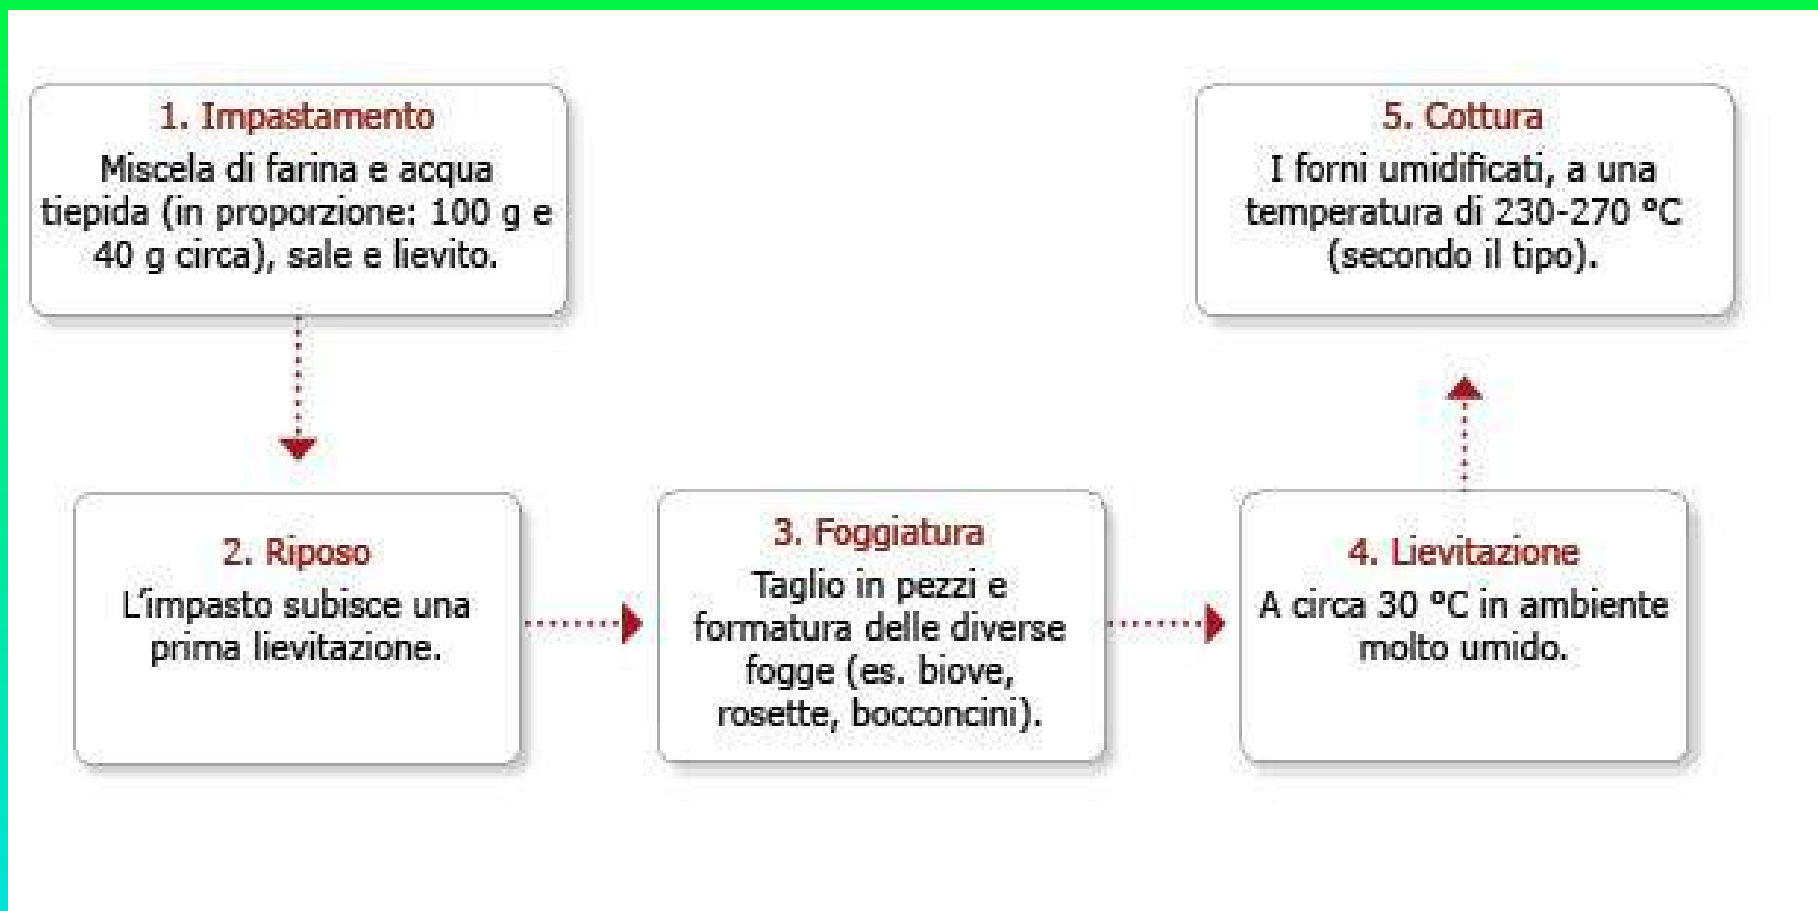 1. Impastamento
Miscela di farina e acqua
tiepida (in proporzione: 100 g e
40 g circa), sale e lievito.
2. Riposo
L'impasto subisce una
prima lievitazione.
3. Foggiatura
Taglio in pezzi e
formatura delle diverse
fogge (es. biove,
rosette, bocconcini).
4. Lievitazione
A circa 30 °C in ambiente
molto umido.
5. Cottura
I forni umidificati, a una
temperatura di 230-270 °C
(secondo il tipo).